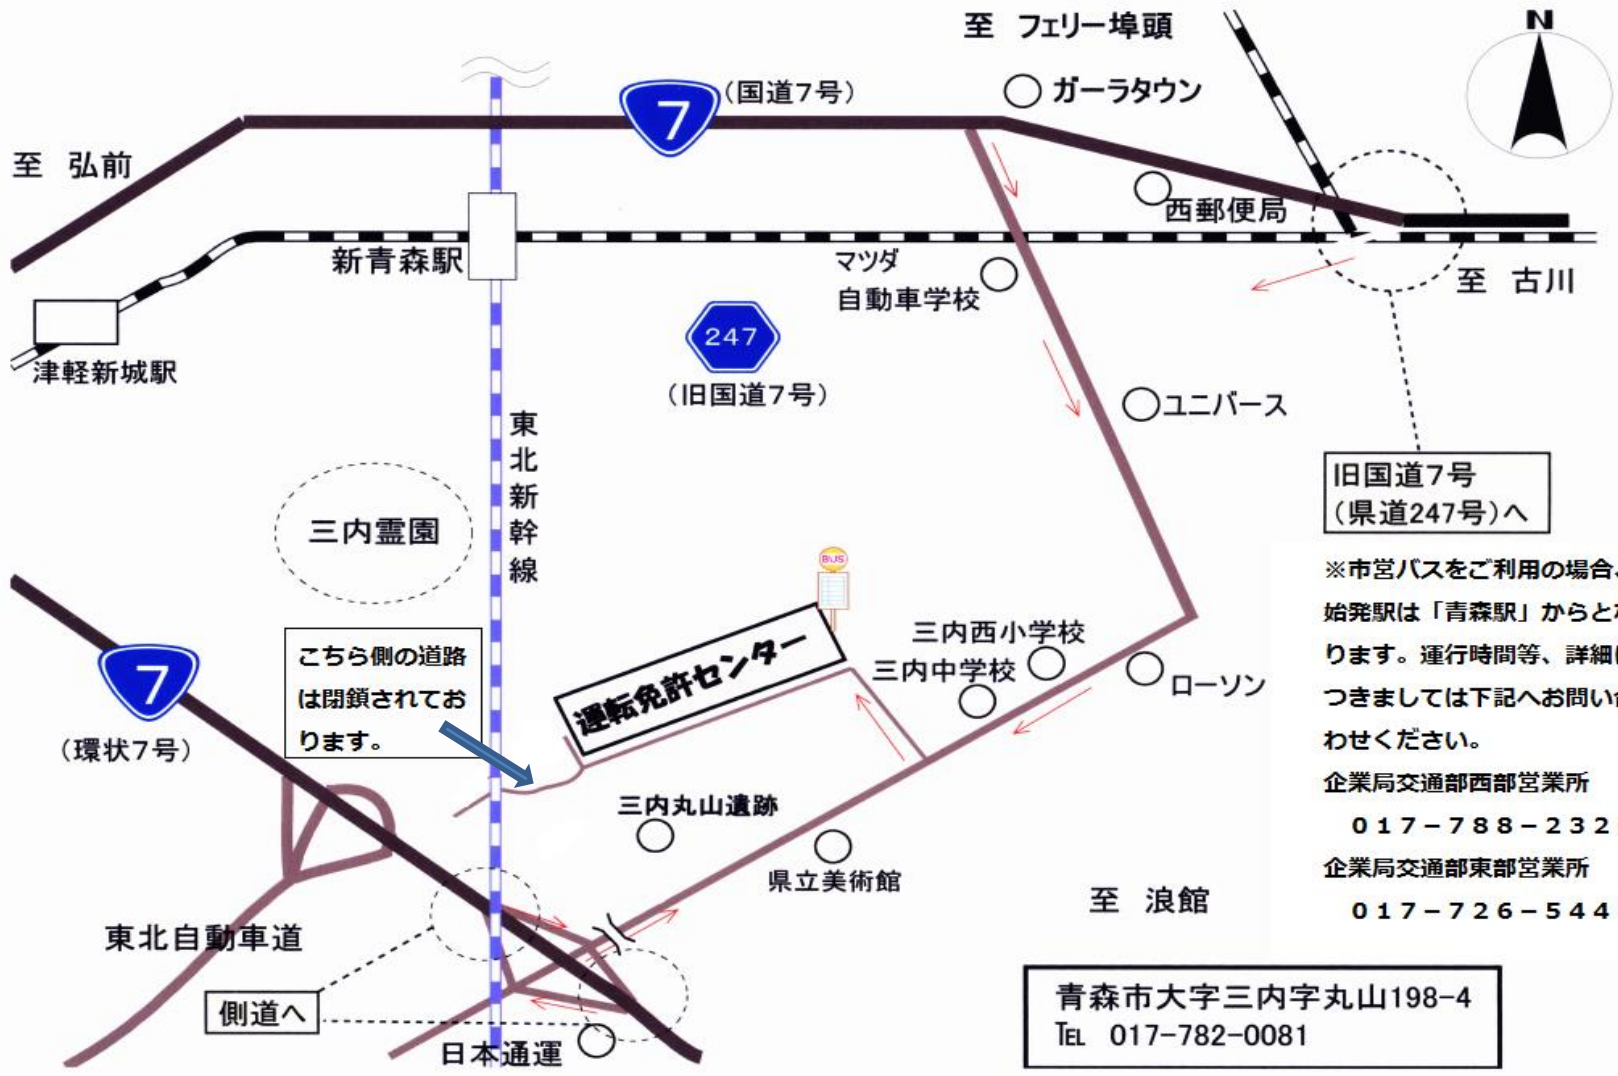 至 フェリー埠頭
N
7
(国道7号)
ガーラタウン
至 弘前
西郵便局
新青森駅
マツダ
自動車学校
至 古川
247
(旧国道7号)
津軽新城駅
ユニバース
東北新幹線
旧国道7号
(県道247号)へ
三内霊園
BUS
※市営バスをご利用の場合、
始発駅は「青森駅」からとな
ります。運行時間等、詳細に
つきましては下記へお問い合
わせください。
企業局交通部西部営業所
017-788-232
企業局交通部東部営業所
017-726-544
こちら側の道路
は閉鎖されてお
ります。
運転免許センター
三内西小学校
三内中学校
ローソン
7
(環状7号)
三内丸山遺跡
県立美術館
至 浪館
東北自動車道
側道へ
日本通運
青森市大字三内字丸山198-4
℡ 017-782-0081